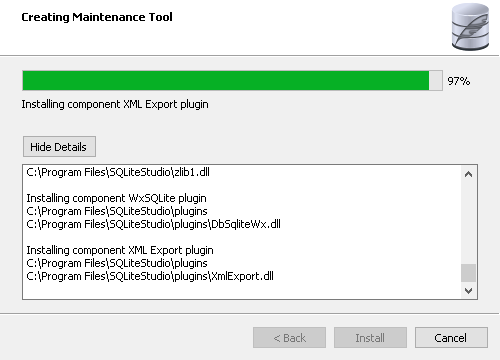 Creating Maintenance Tool
97%
Installing component XML Export plugin
Hide Details
C:\Program Files\SQLiteStudio\zlib1.dll
Installing component WxSQLite plugin
C:\Program Files\SQLiteStudio\plugins
C:\Program Files\SQLiteStudio\plugins\DbSqliteWx.dll
Installing component XML Export plugin
C:\Program Files\SQLiteStudio\plugins
C:\Program Files\SQLiteStudio\plugins\XmlExport.dll
< Back Install Cancel